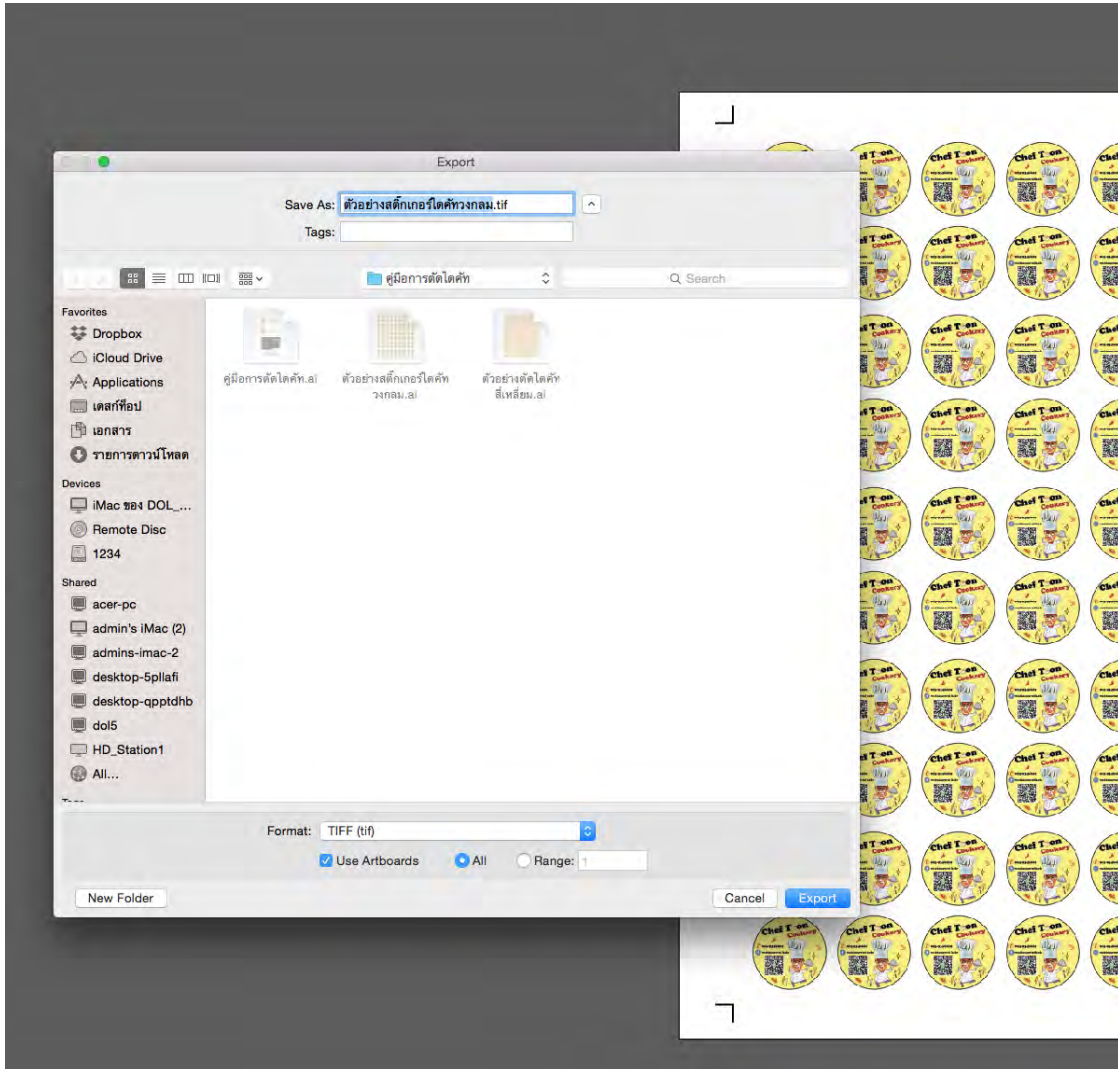 Export
Save As: ตัวอย่างสติ๊กเกอร์ไดคัทวงกลม.tif
Tags:
คู่มือการตัดไดคัท
Search
Favorites
Dropbox
iCloud Drive
Applications
เดสก์ท็อป
เอกสาร
รายการดาวน์โหลด
Devices
iMac ของ DOL_...
Remote Disc
1234
Shared
acer-pc
admin's iMac (2)
admins-imac-2
desktop-5pllafi
desktop-qpptdhb
dol5
HD_Station1
All...
คู่มือการตัดไดคัท.ai
ตัวอย่างสติ๊กเกอร์ไดคัท
วงกลม.ai
ตัวอย่างตัดไดคัท
สี่เหลี่ยม.ai
Format: TIFF (tif)
Use Artboards All Range: 1
New Folder Cancel Export
Chef T on
Cookery